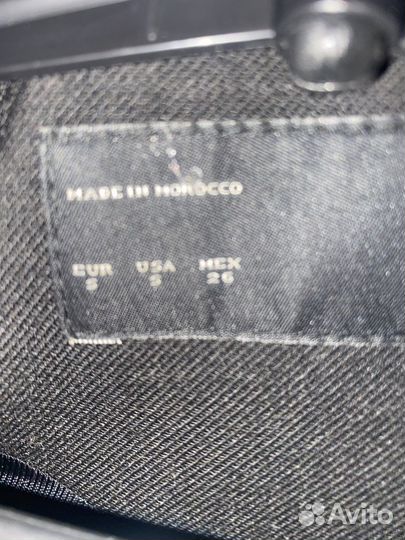 MADE IN MOROCCO
EUR USA MEX
S S 26
Avito